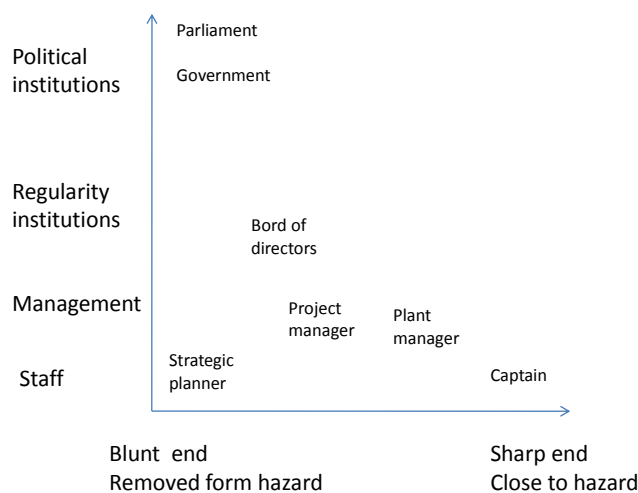 Parliament
Political
institutions
Government
Regularity
institutions
Bord of
directors
Management
Project
manager
Plant
manager
Strategic
planner
Staff
Captain
Blunt end
Removed form hazard
Sharp end
Close to hazard